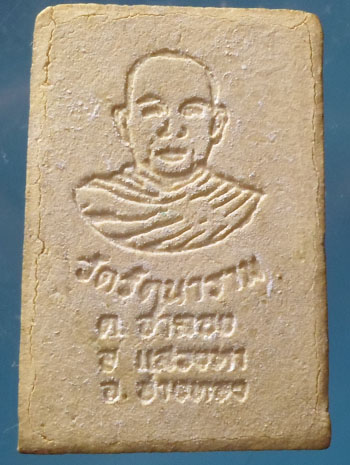 วัดรัตนาราม
ต. จำลอง
อ แสวงหา
จ. อ่างทอง